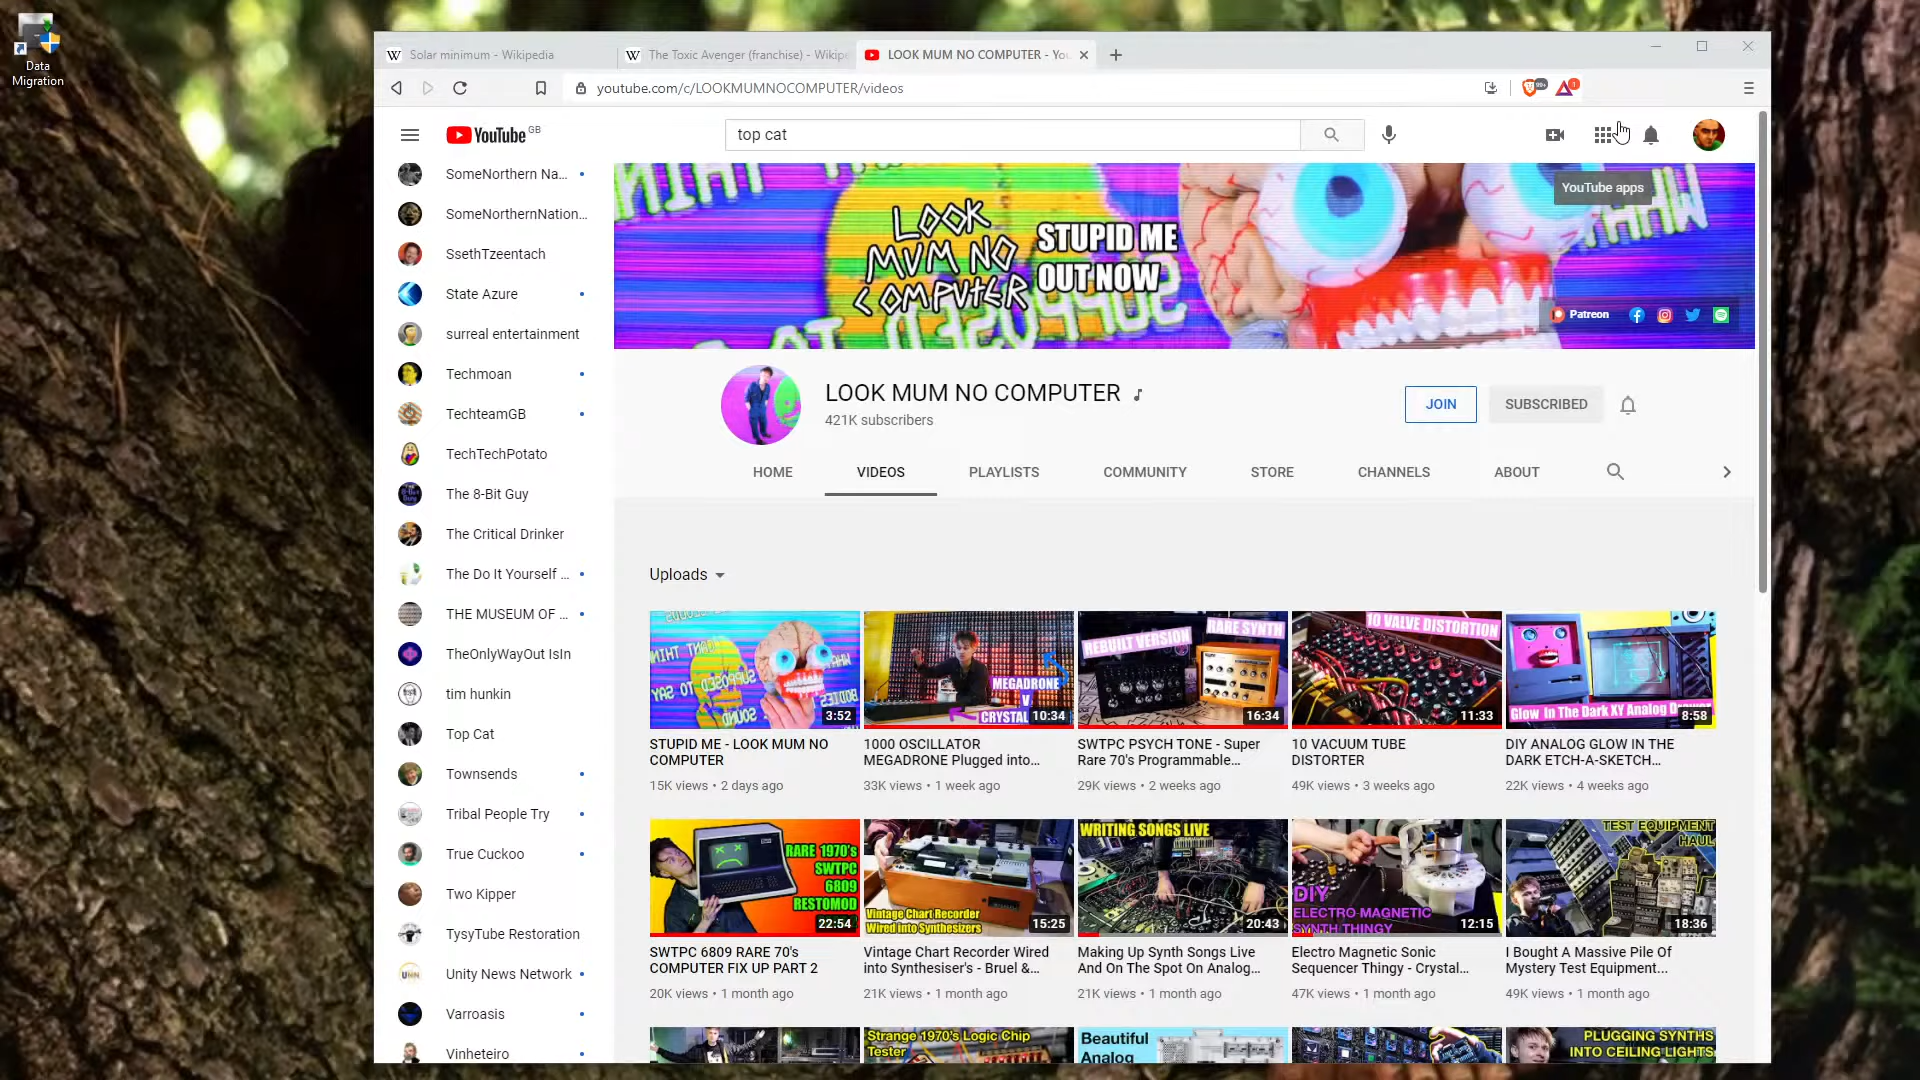 Data
Migration
Solar minimum - Wikipedia
The Toxic Avenger (franchise) - Wikipe
LOOK MUM NO COMPUTER - You
youtube.com/c/LOOKMUMNOCOMPUTER/videos
99+
1
YouTube GB
top cat
YouTube apps
SomeNorthern Na...
SomeNorthernNation...
SsethTzeentach
State Azure
surreal entertainment
Techmoan
TechteamGB
TechTechPotato
The 8-Bit Guy
The Critical Drinker
The Do It Yourself ...
THE MUSEUM OF ...
TheOnlyWayOut IsIn
tim hunkin
Top Cat
Townsends
Tribal People Try
True Cuckoo
Two Kipper
TysyTube Restoration
Unity News Network
Varroasis
Vinheteiro
LOOK
MUM NO
COMPUTER
STUPID ME
OUT NOW
Patreon
LOOK MUM NO COMPUTER
421K subscribers
JOIN
SUBSCRIBED
HOME
VIDEOS
PLAYLISTS
COMMUNITY
STORE
CHANNELS
ABOUT
Uploads
3:52
STUPID ME - LOOK MUM NO
COMPUTER
15K views • 2 days ago
MEGADRONE
V
CRYSTAL
10:34
1000 OSCILLATOR
MEGADRONE Plugged into...
33K views • 1 week ago
REBUILT VERSION
RARE SYNTH
16:34
SWTPC PSYCH TONE - Super
Rare 70's Programmable...
29K views • 2 weeks ago
10 VALVE DISTORTION
11:33
10 VACUUM TUBE
DISTORTER
49K views • 3 weeks ago
Glow In The Dark XY Analog
8:58
DIY ANALOG GLOW IN THE
DARK ETCH-A-SKETCH...
22K views • 4 weeks ago
RARE 1970's
SWTPC
6809
RESTOMOD
22:54
SWTPC 6809 RARE 70'S
COMPUTER FIX UP PART 2
20K views • 1 month ago
Vintage Chart Recorder
Wired into Synthesizers
15:25
Vintage Chart Recorder Wired
into Synthesiser's - Bruel &...
21K views • 1 month ago
WRITING SONGS LIVE
20:43
Making Up Synth Songs Live
And On The Spot On Analog...
21K views • 1 month ago
DIY
ELECTRO MAGNETIC
SYNTH THINGY
12:15
Electro Magnetic Sonic
Sequencer Thingy - Crystal...
47K views • 1 month ago
TEST EQUIPMENT
HAUL
18:36
I Bought A Massive Pile Of
Mystery Test Equipment...
49K views • 1 month ago
Strange 1970's Logic Chip
Tester
Beautiful
Analog
PLUGGING SYNTHS
INTO CEILING LIGHTS